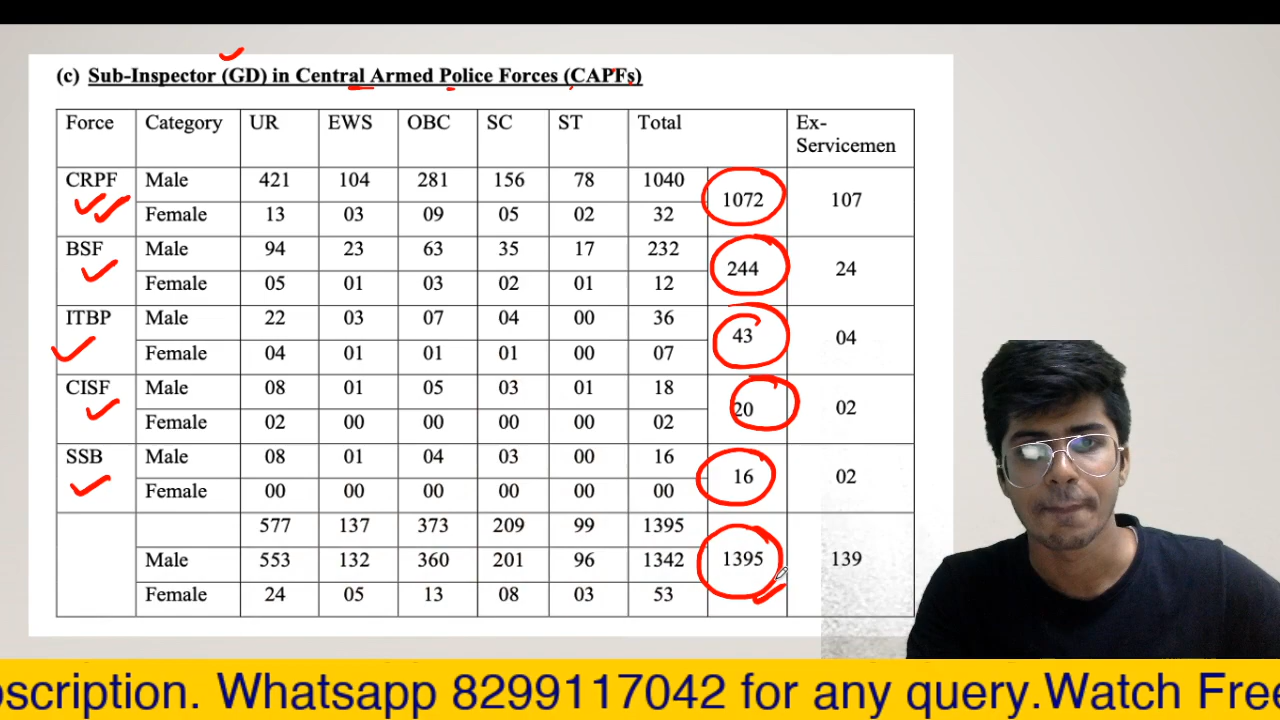 (c) Sub-Inspector (GD) in Central Armed Police Forces (CAPFs)
Force Category UR EWS OBC SC ST Total Ex-Servicemen
CRPF Male 421 104 281 156 78 1040 1072 107
Female 13 03 09 05 02 32
BSF Male 94 23 63 35 17 232 244 24
Female 05 01 03 02 01 12
ITBP Male 22 03 07 04 00 36 43 04
Female 04 01 01 01 00 07
CISF Male 08 01 05 03 01 18 20 02
Female 02 00 00 00 00 02
SSB Male 08 01 04 03 00 16 16 02
Female 00 00 00 00 00 00
577 137 373 209 99 1395
Male 553 132 360 201 96 1342 1395 139
Female 24 05 13 08 03 53
bscription. Whatsapp 8299117042 for any query.Watch Free